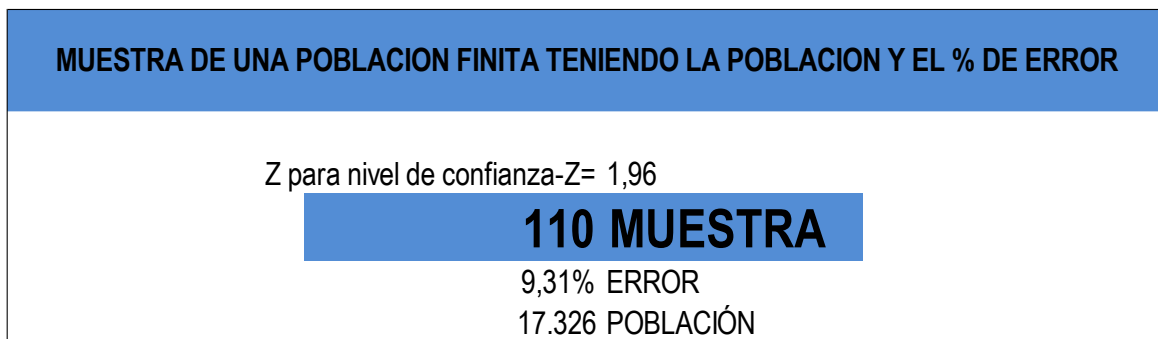 MUESTRA DE UNA POBLACION FINITA TENIENDO LA POBLACION Y EL % DE ERROR
Z para nivel de confianza-Z= 1,96
110 MUESTRA
9,31% ERROR
17.326 POBLACIÓN